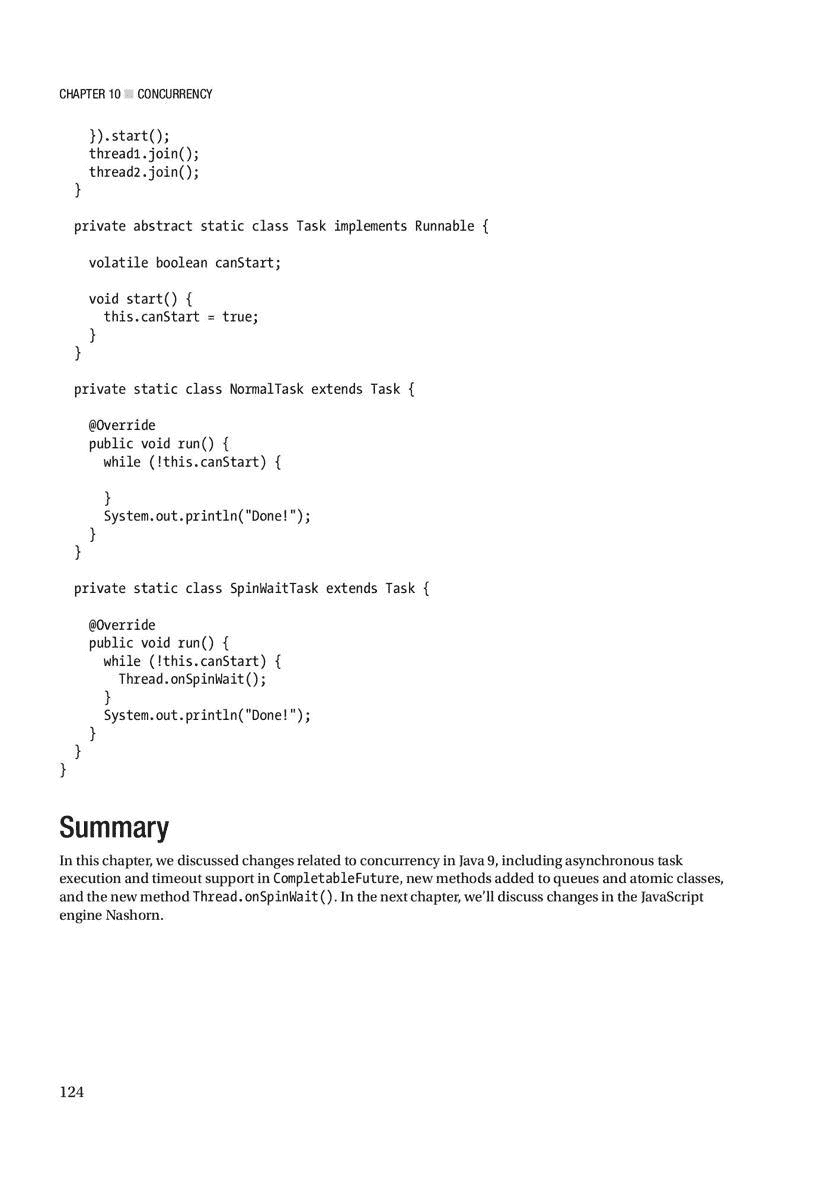 CHAPTER 10 ■ CONCURRENCY
}).start();
thread1.join();
thread2.join();
}
private abstract static class Task implements Runnable {
volatile boolean canStart;
void start() {
this.canStart = true;
}
}
private static class NormalTask extends Task {
@Override
public void run() {
while (!this.canStart) {
}
System.out.println("Done!");
}
}
private static class SpinWaitTask extends Task {
@Override
public void run() {
while (!this.canStart) {
Thread.onSpinWait();
}
System.out.println("Done!");
}
}
}
Summary
In this chapter, we discussed changes related to concurrency in Java 9, including asynchronous task
execution and timeout support in CompletableFuture, new methods added to queues and atomic classes,
and the new method Thread.onSpinWait(). In the next chapter, we’ll discuss changes in the JavaScript
engine Nashorn.
124